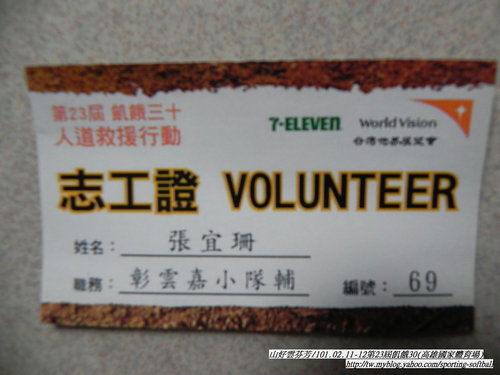 第23屆 飢餓三十
人道救援行動
7-ELEVEN World Vision
台灣世界展望會
志工證 VOLUNTEER
姓名：張宜珊
職務：彰雲嘉小隊輔 編號：69
山好雲芬芳/101.02.11-12第23屆飢餓30(高雄國家體育場)
http://tw.myblog.yahoo.com/sporting-softbal